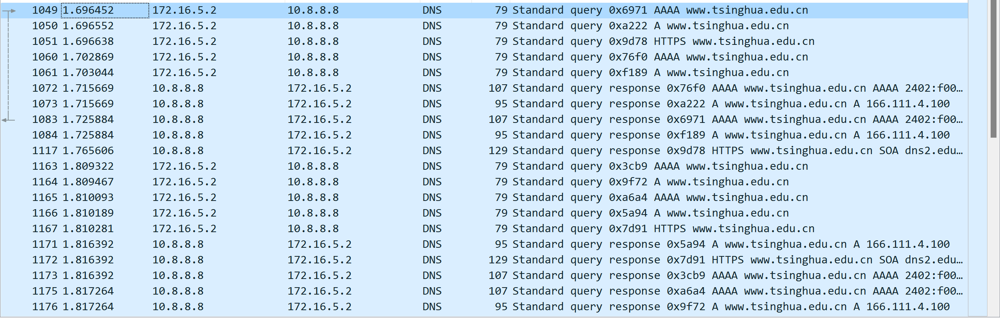 1049 1.696452 172.16.5.2 10.8.8.8 DNS 79 Standard query 0x6971 AAAA www.tsinghua.edu.cn
1050 1.696552 172.16.5.2 10.8.8.8 DNS 79 Standard query 0xa222 A www.tsinghua.edu.cn
1051 1.696638 172.16.5.2 10.8.8.8 DNS 79 Standard query 0x9d78 HTTPS www.tsinghua.edu.cn
1060 1.702869 172.16.5.2 10.8.8.8 DNS 79 Standard query 0x76f0 AAAA www.tsinghua.edu.cn
1061 1.703044 172.16.5.2 10.8.8.8 DNS 79 Standard query 0xf189 A www.tsinghua.edu.cn
1072 1.715669 10.8.8.8 172.16.5.2 DNS 107 Standard query response 0x76f0 AAAA www.tsinghua.edu.cn AAAA 2402:f00…
1073 1.715669 10.8.8.8 172.16.5.2 DNS 95 Standard query response 0xa222 A www.tsinghua.edu.cn A 166.111.4.100
1083 1.725884 10.8.8.8 172.16.5.2 DNS 107 Standard query response 0x6971 AAAA www.tsinghua.edu.cn AAAA 2402:f00…
1084 1.725884 10.8.8.8 172.16.5.2 DNS 95 Standard query response 0xf189 A www.tsinghua.edu.cn A 166.111.4.100
1117 1.765606 10.8.8.8 172.16.5.2 DNS 129 Standard query response 0x9d78 HTTPS www.tsinghua.edu.cn SOA dns2.edu…
1163 1.809322 172.16.5.2 10.8.8.8 DNS 79 Standard query 0x3cb9 AAAA www.tsinghua.edu.cn
1164 1.809467 172.16.5.2 10.8.8.8 DNS 79 Standard query 0x9f72 A www.tsinghua.edu.cn
1165 1.810093 172.16.5.2 10.8.8.8 DNS 79 Standard query 0xa6a4 AAAA www.tsinghua.edu.cn
1166 1.810189 172.16.5.2 10.8.8.8 DNS 79 Standard query 0x5a94 A www.tsinghua.edu.cn
1167 1.810281 172.16.5.2 10.8.8.8 DNS 79 Standard query 0x7d91 HTTPS www.tsinghua.edu.cn
1171 1.816392 10.8.8.8 172.16.5.2 DNS 95 Standard query response 0x5a94 A www.tsinghua.edu.cn A 166.111.4.100
1172 1.816392 10.8.8.8 172.16.5.2 DNS 129 Standard query response 0x7d91 HTTPS www.tsinghua.edu.cn SOA dns2.edu…
1173 1.816392 10.8.8.8 172.16.5.2 DNS 107 Standard query response 0x3cb9 AAAA www.tsinghua.edu.cn AAAA 2402:f00…
1175 1.817264 10.8.8.8 172.16.5.2 DNS 107 Standard query response 0xa6a4 AAAA www.tsinghua.edu.cn AAAA 2402:f00…
1176 1.817264 10.8.8.8 172.16.5.2 DNS 95 Standard query response 0x9f72 A www.tsinghua.edu.cn A 166.111.4.100